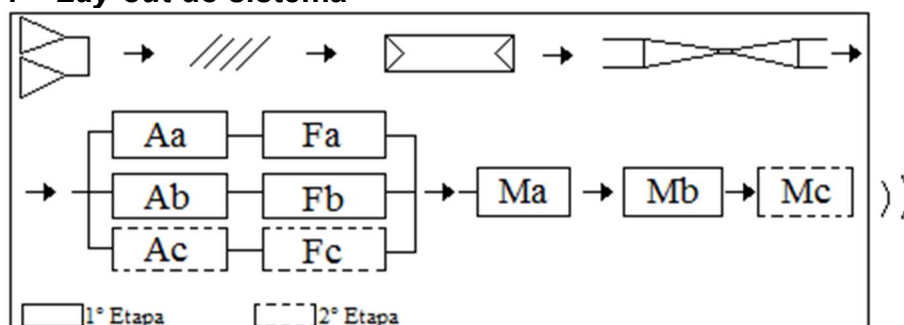 Lay-out do sistema
Aa Fa
Ab Fb Ma Mb Mc
Ac Fc
1° Etapa 2° Etapa